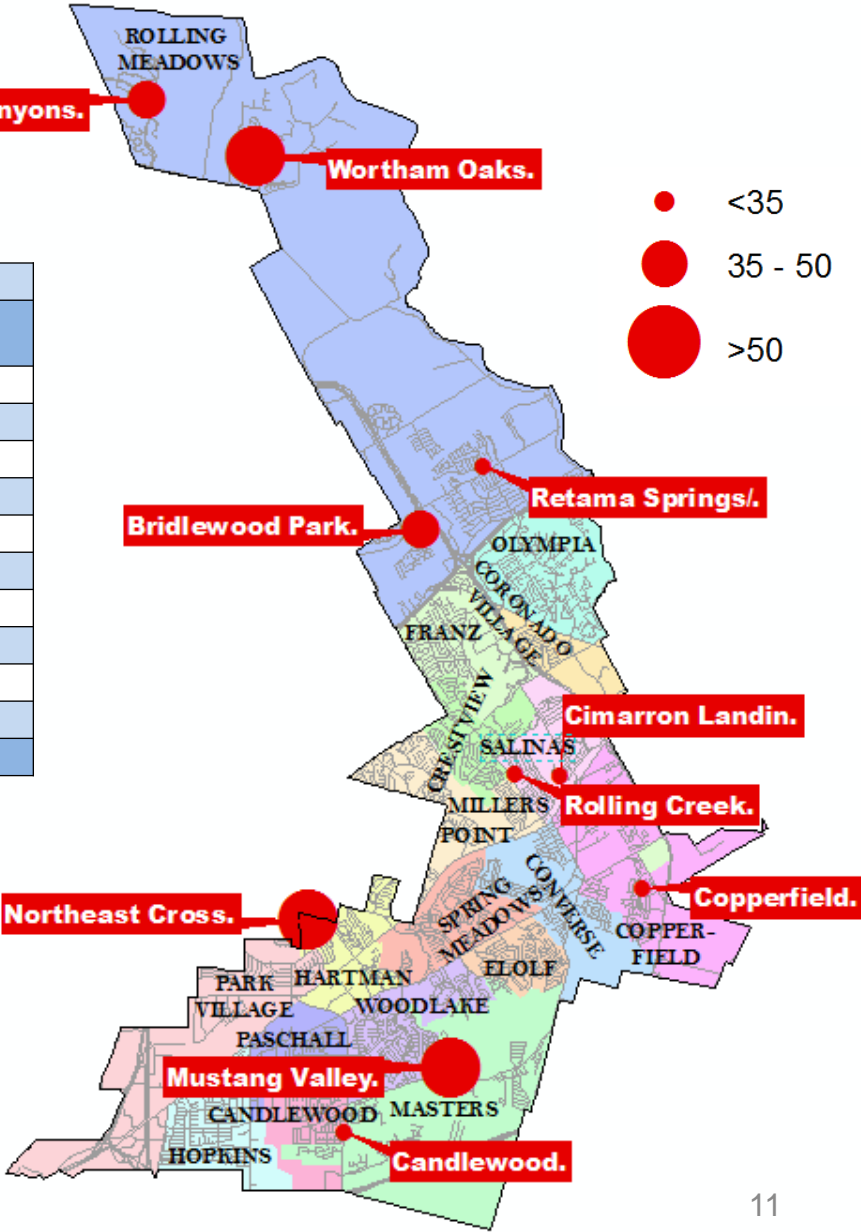 ROLLING
MEADOWS
nyons.
Wortham Oaks.
<35
35 - 50
>50
Retama Springs/.
Bridlewood Park.
OLYMPIA
CORONADO
VILLAGE
FRANZ
CRESTVIEW
Cimarron Landin.
SALINAS
Rolling Creek.
MILLERS
POINT
CONVERSE
SPRING
MEADOWS
Copperfield.
Northeast Cross.
COPPER-
FIELD
ELOLF
HARTMAN
PARK
VILLAGE
WOODLAKE
PASCHALL
Mustang Valley.
CANDLEWOOD
MASTERS
HOPKINS
Candlewood.
11